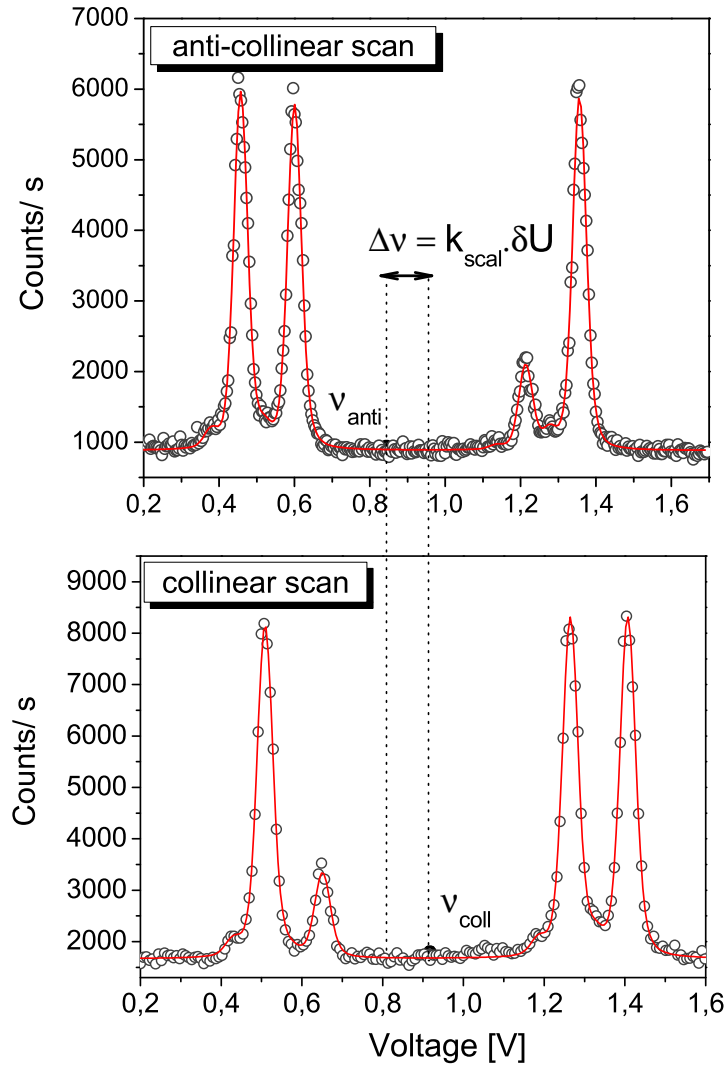 7000
anti-collinear scan
6000
5000
Δν = k_scal.δU
4000
3000
2000
ν_anti
1000
Counts/ s
0,2 0,4 0,6 0,8 1,0 1,2 1,4 1,6
9000
collinear scan
8000
7000
6000
5000
4000
3000
ν_coll
2000
Counts/ s
0,2 0,4 0,6 0,8 1,0 1,2 1,4 1,6
Voltage [V]